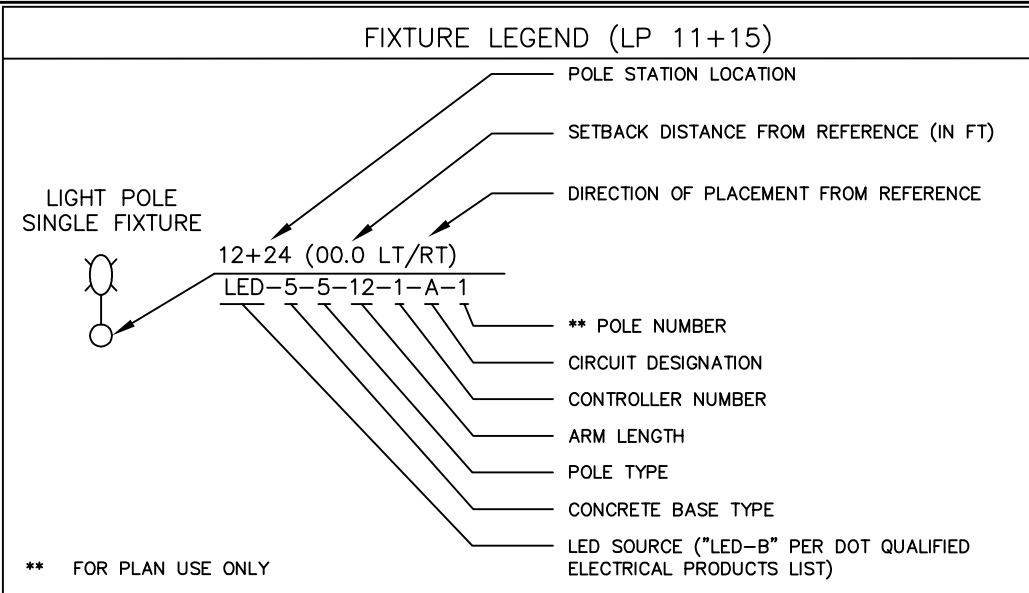 FIXTURE LEGEND (LP 11+15)
POLE STATION LOCATION
SETBACK DISTANCE FROM REFERENCE (IN FT)
DIRECTION OF PLACEMENT FROM REFERENCE
LIGHT POLE
SINGLE FIXTURE
12+24 (00.0 LT/RT)
LED-5-5-12-1-A-1
** POLE NUMBER
CIRCUIT DESIGNATION
CONTROLLER NUMBER
ARM LENGTH
POLE TYPE
CONCRETE BASE TYPE
LED SOURCE ("LED-B" PER DOT QUALIFIED
ELECTRICAL PRODUCTS LIST)
** FOR PLAN USE ONLY